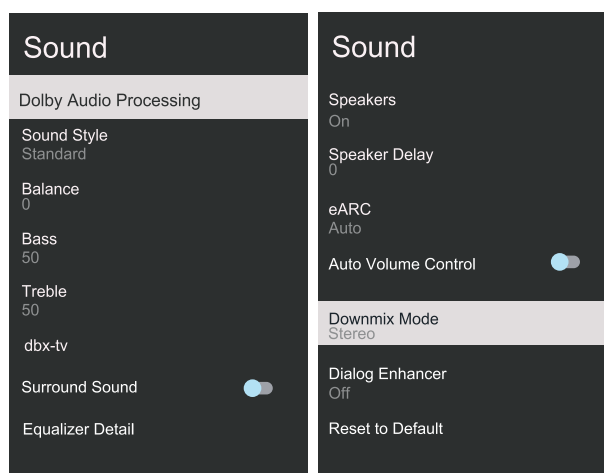 Sound
Dolby Audio Processing
Sound Style
Standard
Balance
0
Bass
50
Treble
50
dbx-tv
Surround Sound
Equalizer Detail
Sound
Speakers
On
Speaker Delay
0
eARC
Auto
Auto Volume Control
Downmix Mode
Stereo
Dialog Enhancer
Off
Reset to Default